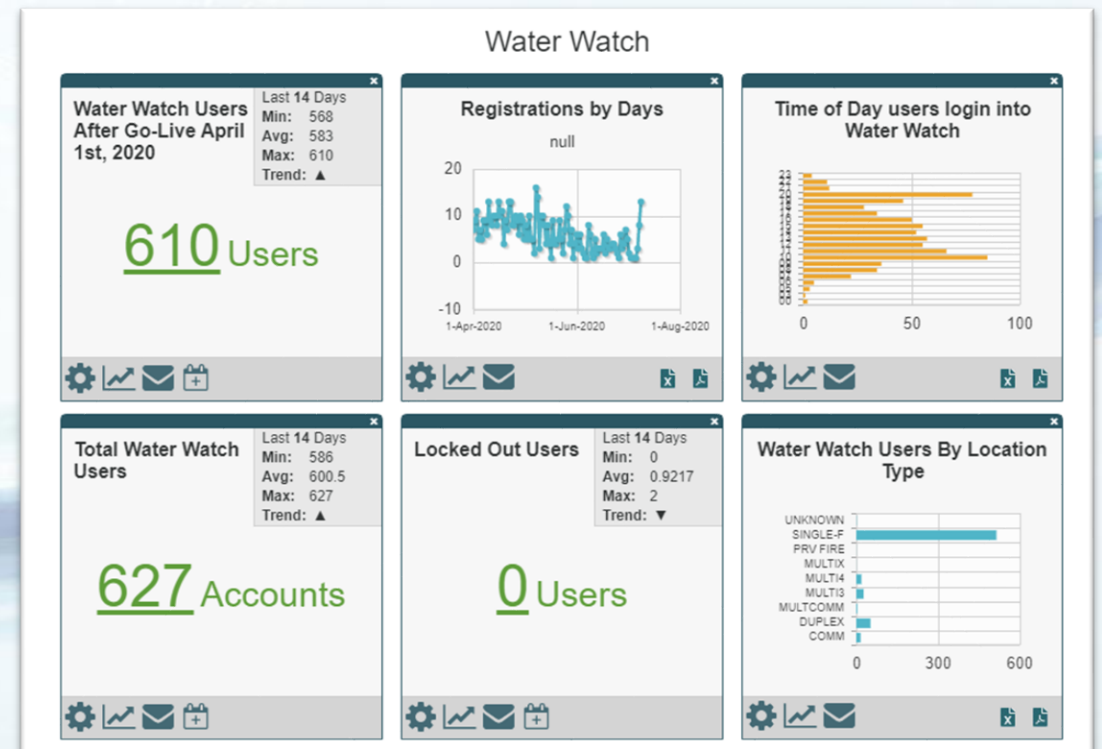 Water Watch
Water Watch Users
After Go-Live April
1st, 2020
Last 14 Days
Min: 568
Avg: 583
Max: 610
Trend: ▲
610 Users
Registrations by Days
null
20
10
0
-10
1-Apr-2020 1-Jun-2020 1-Aug-2020
Time of Day users login into
Water Watch
0 50 100
Total Water Watch
Users
Last 14 Days
Min: 586
Avg: 600.5
Max: 627
Trend: ▲
627 Accounts
Locked Out Users
Last 14 Days
Min: 0
Avg: 0.9217
Max: 2
Trend: ▼
0 Users
Water Watch Users By Location
Type
UNKNOWN
SINGLE-F
PRV FIRE
MULTIX
MULTI4
MULTI3
MULTCOMM
DUPLEX
COMM
0 300 600